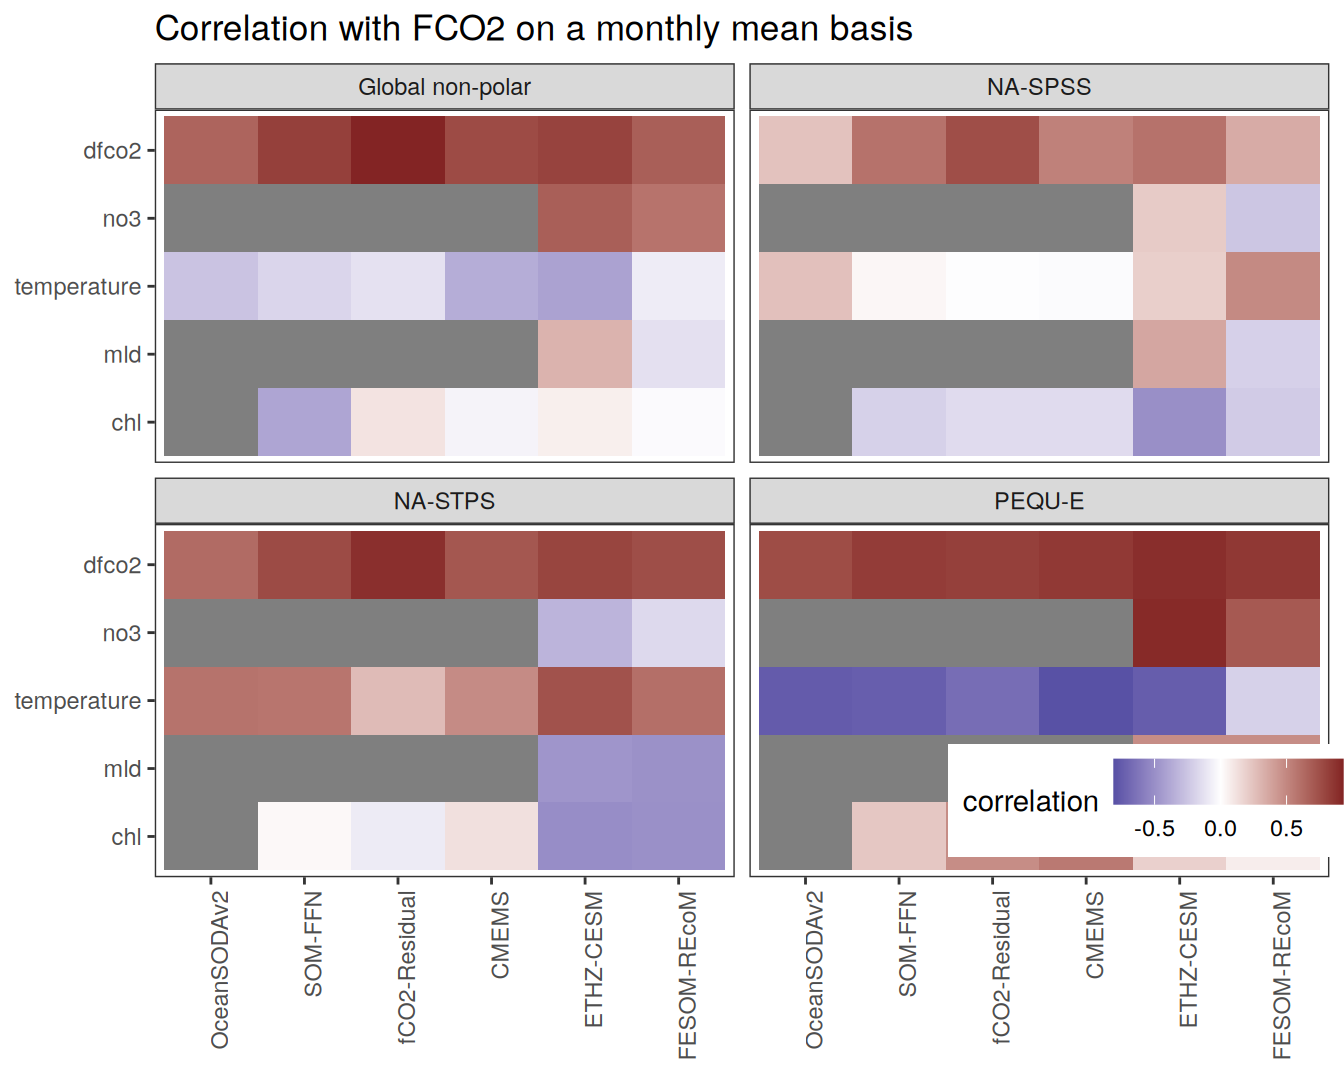 Correlation with FCO2 on a monthly mean basis
Global non-polar
NA-SPSS
dfco2
no3
temperature
mld
chl
NA-STPS
PEQU-E
dfco2
no3
temperature
mld
chl
correlation
-0.5 0.0 0.5
OceanSODAv2
SOM-FFN
fCO2-Residual
CMEMS
ETHZ-CESM
FESOM-REcoM
OceanSODAv2
SOM-FFN
fCO2-Residual
CMEMS
ETHZ-CESM
FESOM-REcoM